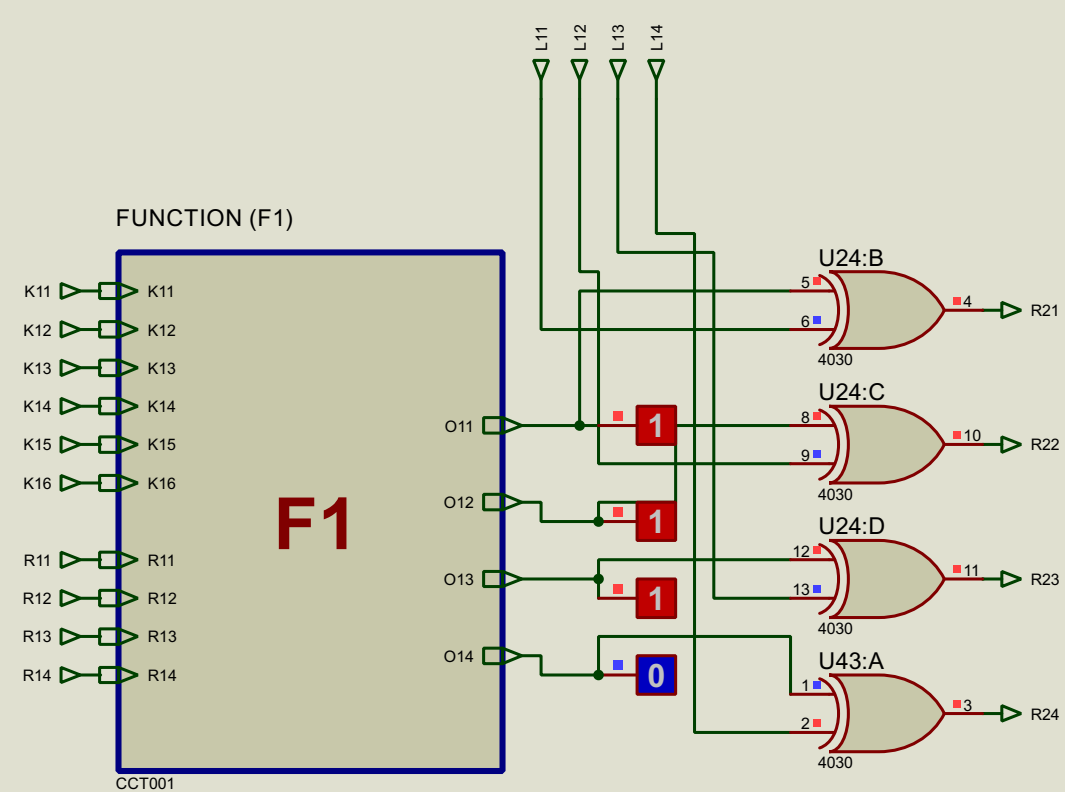 L11
L12
L13
L14
FUNCTION (F1)
K11 K11
K12 K12
K13 K13
K14 K14
K15 K15
K16 K16
R11 R11
R12 R12
R13 R13
R14 R14
F1
CCT001
O11
O12
O13
O14
1
1
1
0
U24:B
5
6
4
4030
R21
U24:C
8
9
10
4030
R22
U24:D
12
13
11
4030
R23
U43:A
1
2
3
4030
R24